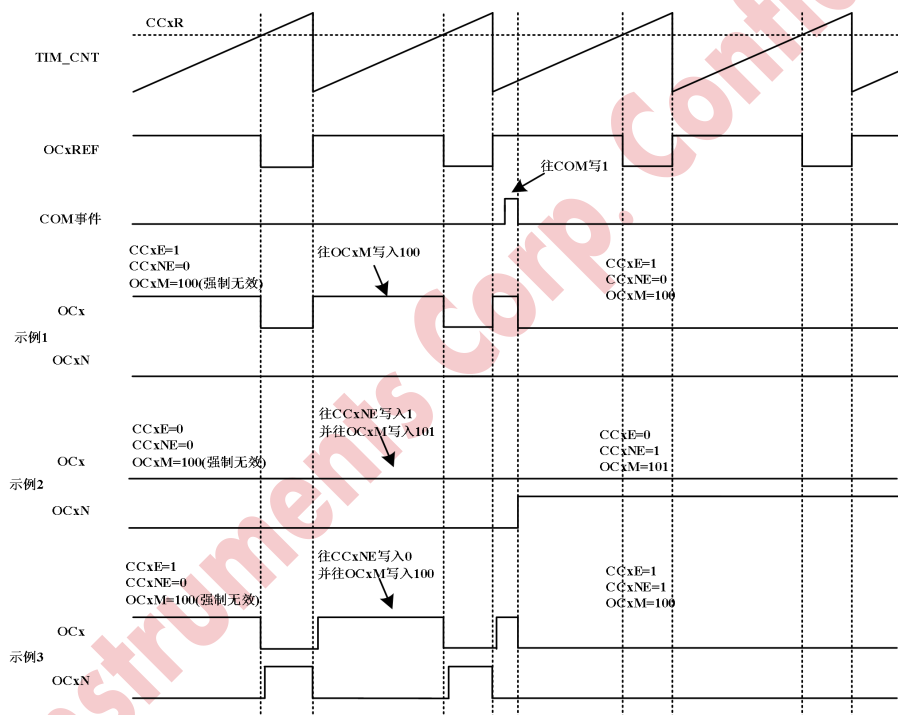 CCxR
TIM_CNT
OCxREF
往COM写1
COM事件
CCxE=1
CCxNE=0
OCxM=100(强制无效)
往OCxM写入100
CCxE=1
CCxNE=0
OCxM=100
OCx
示例1
OCxN
CCxE=0
CCxNE=0
OCxM=100(强制无效)
往CCxNE写入1
并往OCxM写入101
CCxE=0
CCxNE=1
OCxM=101
OCx
示例2
OCxN
CCxE=1
CCxNE=0
OCxM=100(强制无效)
往CCxNE写入0
并往OCxM写入100
CCxE=1
CCxNE=1
OCxM=100
OCx
示例3
OCxN
struments Corp. Confid